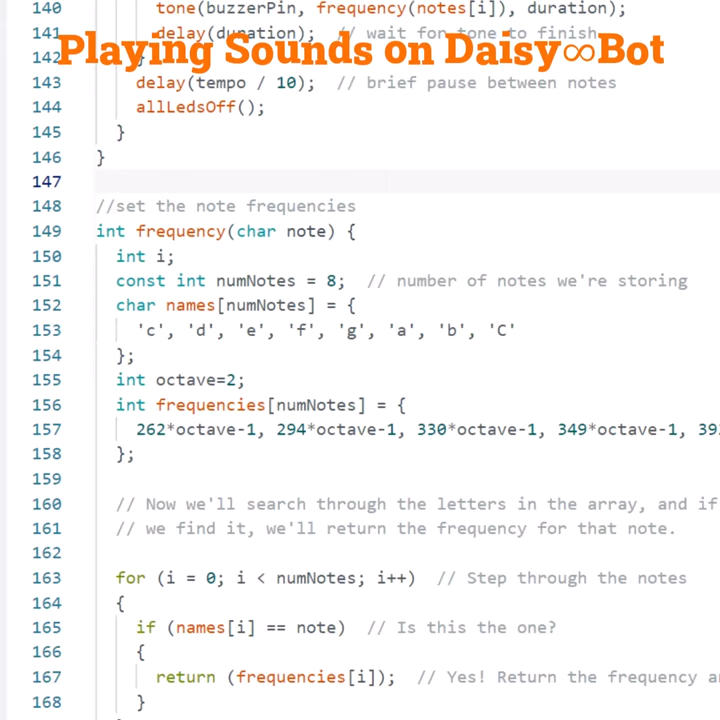 Playing Sounds on Daisy∞Bot
140 tone(buzzerPin, frequency(notes[i]), duration);
141 delay(duration); // wait for tone to finish
142 }
143 delay(tempo / 10); // brief pause between notes
144 allLedsOff();
145 }
146 }
147
148 //set the note frequencies
149 int frequency(char note) {
150 int i;
151 const int numNotes = 8; // number of notes we're storing
152 char names[numNotes] = {
153 'c', 'd', 'e', 'f', 'g', 'a', 'b', 'C'
154 };
155 int octave=2;
156 int frequencies[numNotes] = {
157 262*octave-1, 294*octave-1, 330*octave-1, 349*octave-1,
158 };
159
160 // Now we'll search through the letters in the array, and if
161 // we find it, we'll return the frequency for that note.
162
163 for (i = 0; i < numNotes; i++) // Step through the notes
164 {
165 if (names[i] == note) // Is this the one?
166 {
167 return (frequencies[i]); // Yes! Return the frequency
168 }